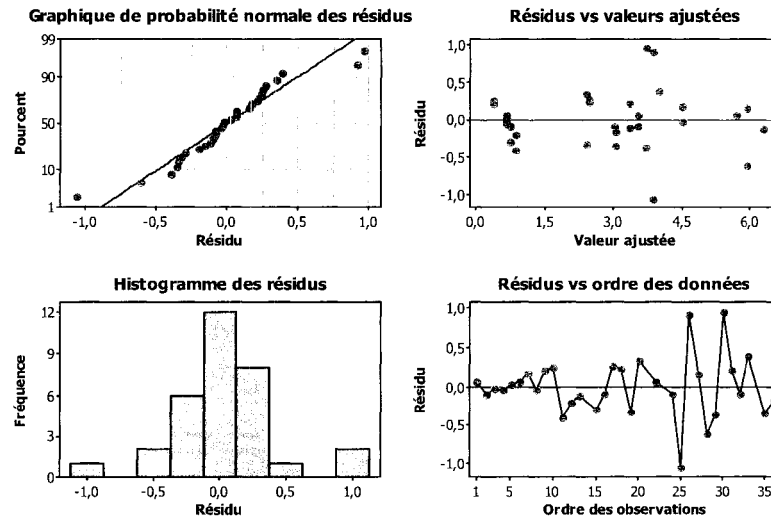 Graphique de probabilité normale des résidus
99
90
50
10
1
Pourcent
-1,0 -0,5 0,0 0,5 1,0
Résidu
Résidus vs valeurs ajustées
1,0
0,5
0,0
-0,5
-1,0
Résidu
0,0 1,5 3,0 4,5 6,0
Valeur ajustée
Histogramme des résidus
12
9
6
3
0
Fréquence
-1,0 -0,5 0,0 0,5 1,0
Résidu
Résidus vs ordre des données
1,0
0,5
0,0
-0,5
-1,0
Résidu
1 5 10 15 20 25 30 35
Ordre des observations